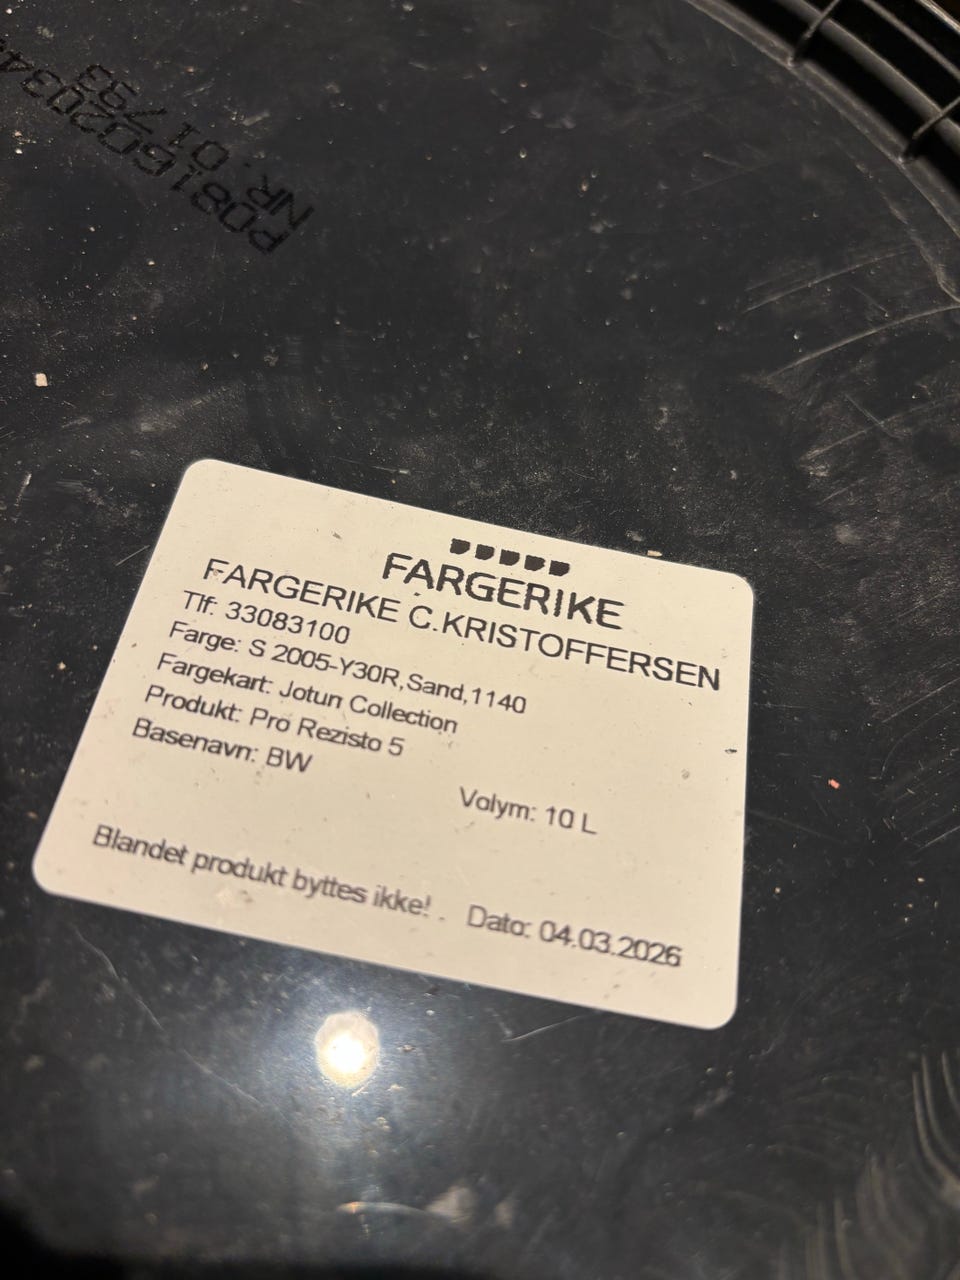 PD816D20234
NR.01793
FARGERIKE
FARGERIKE C.KRISTOFFERSEN
Tlf: 33083100
Farge: S 2005-Y30R,Sand,1140
Fargekart: Jotun Collection
Produkt: Pro Rezisto 5
Basenavn: BW
Volym: 10 L
Blandet produkt byttes ikke! . Dato: 04.03.2026